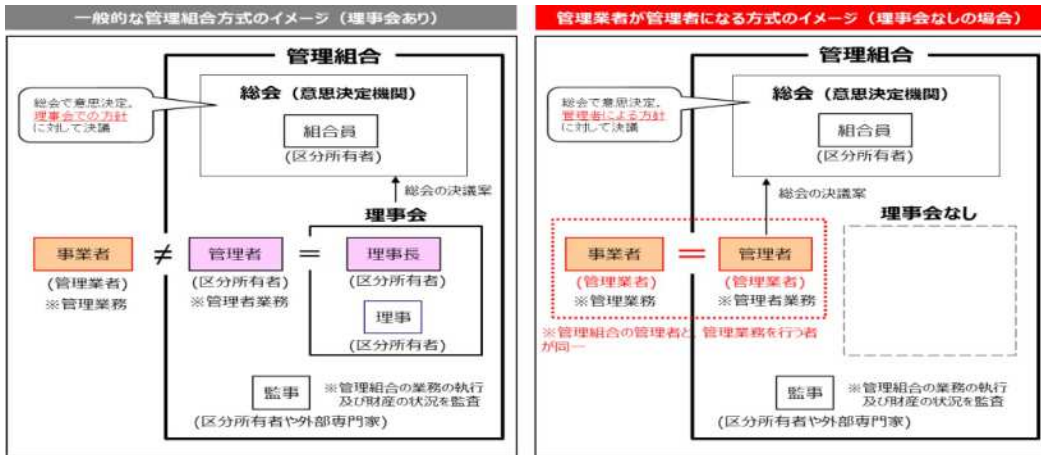 一般的な管理組合方式のイメージ（理事会あり）
管理組合
総会（意思決定機関）
総会で意思決定。
理事会での方針
に対して決議
組合員
(区分所有者)
総会の決議案
理事会
事業者
≠
管理者
=
理事長
(管理業者)
(区分所有者)
(区分所有者)
※管理業務
※管理者業務
理事
(区分所有者)
監事
※管理組合の業務の執行
及び財産の状況を監査
(区分所有者や外部専門家)
管理業者が管理者になる方式のイメージ（理事会なしの場合）
管理組合
総会（意思決定機関）
総会で意思決定。
管理者による方針
に対して決議
組合員
(区分所有者)
総会の決議案
理事会なし
事業者
=
管理者
(管理業者)
(管理業者)
※管理業務
※管理者業務
※管理組合の管理者と、管理業務を行う者
が同一
監事
※管理組合の業務の執行
及び財産の状況を監査
(区分所有者や外部専門家)